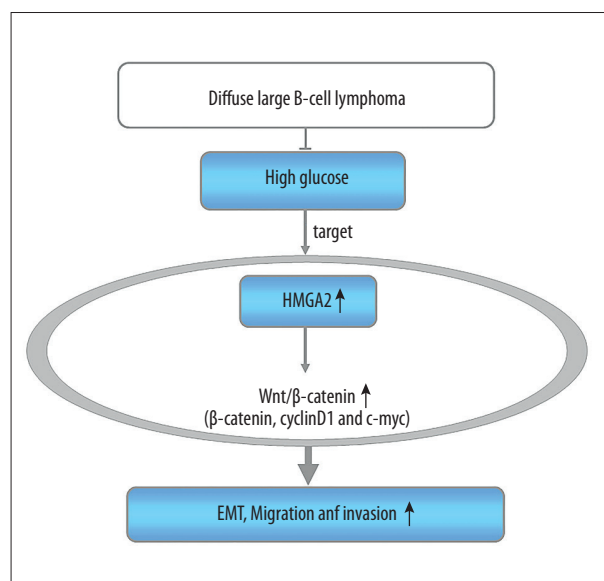 Diffuse large B-cell lymphoma
High glucose
target
HMGA2 ↑
Wnt/β-catenin ↑
(β-catenin, cyclinD1 and c-myc)
EMT, Migration anf invasion ↑